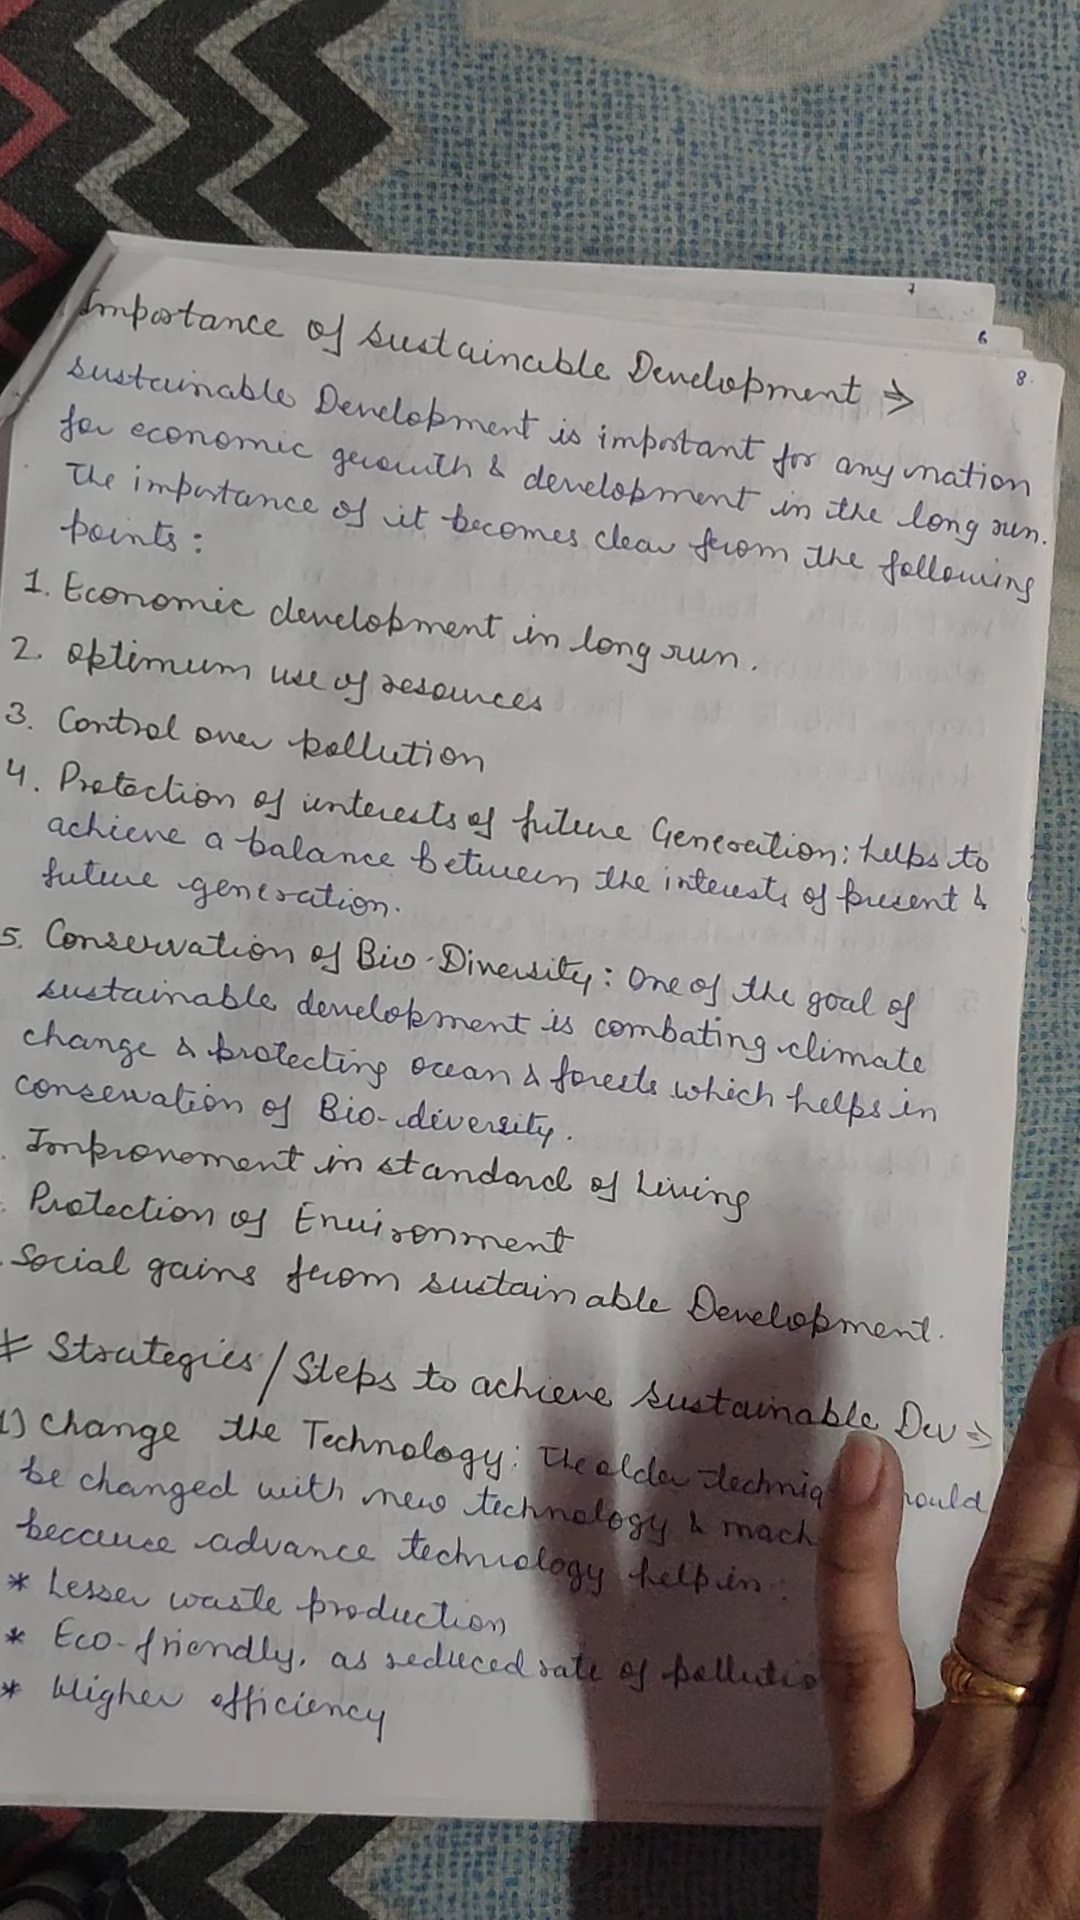 7
6
8.
Importance of sustainable Development ⇒
sustainable Development is important for any nation
for economic growth & development in the long run.
The importance of it becomes clear from the following
points :
1. Economic development in long run.
2. optimum use of resources
3. Control over pollution
4. Protection of interests of future Generation: helps to
achieve a balance between the interests of present &
future generation.
5. Conservation of Bio-Diversity : One of the goal of
sustainable development is combating climate
change & protecting ocean & forests which helps in
conservation of Bio-diversity.
. Improvement in standard of Living
. Protection of Environment
. Social gains from sustainable Development.
# Strategies/Steps to achieve sustainable Dev ⇒
1) Change the Technology: The older
be changed with new technology &
because advance technology help in :
* Lesser waste production
* Eco-friendly, as reduced rate of
* Higher efficiency